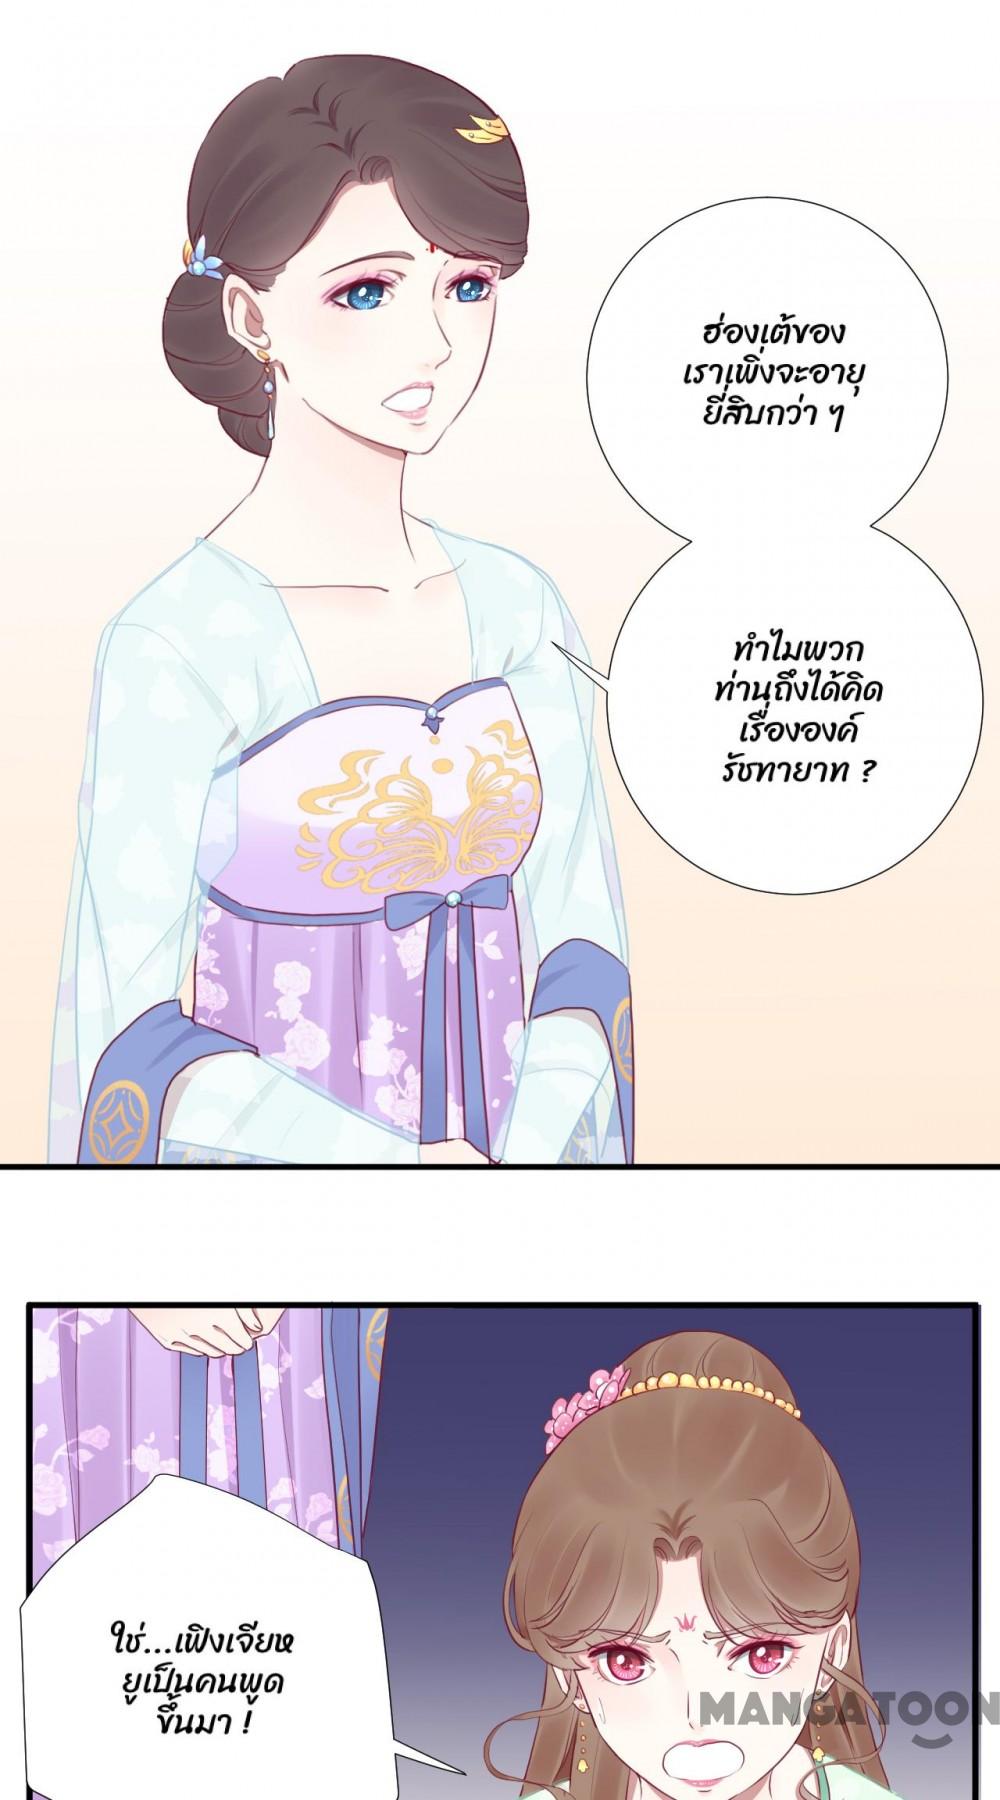 ฮ่องเต้ของ
เราเพิ่งจะอายุ
ยี่สิบกว่า ๆ
ทำไมพวก
ท่านถึงได้คิด
เรื่ององค์
รัชทายาท ?
ใช่...เฟิงเจียห
ยูเป็นคนพูด
ขึ้นมา !
MANGATOON